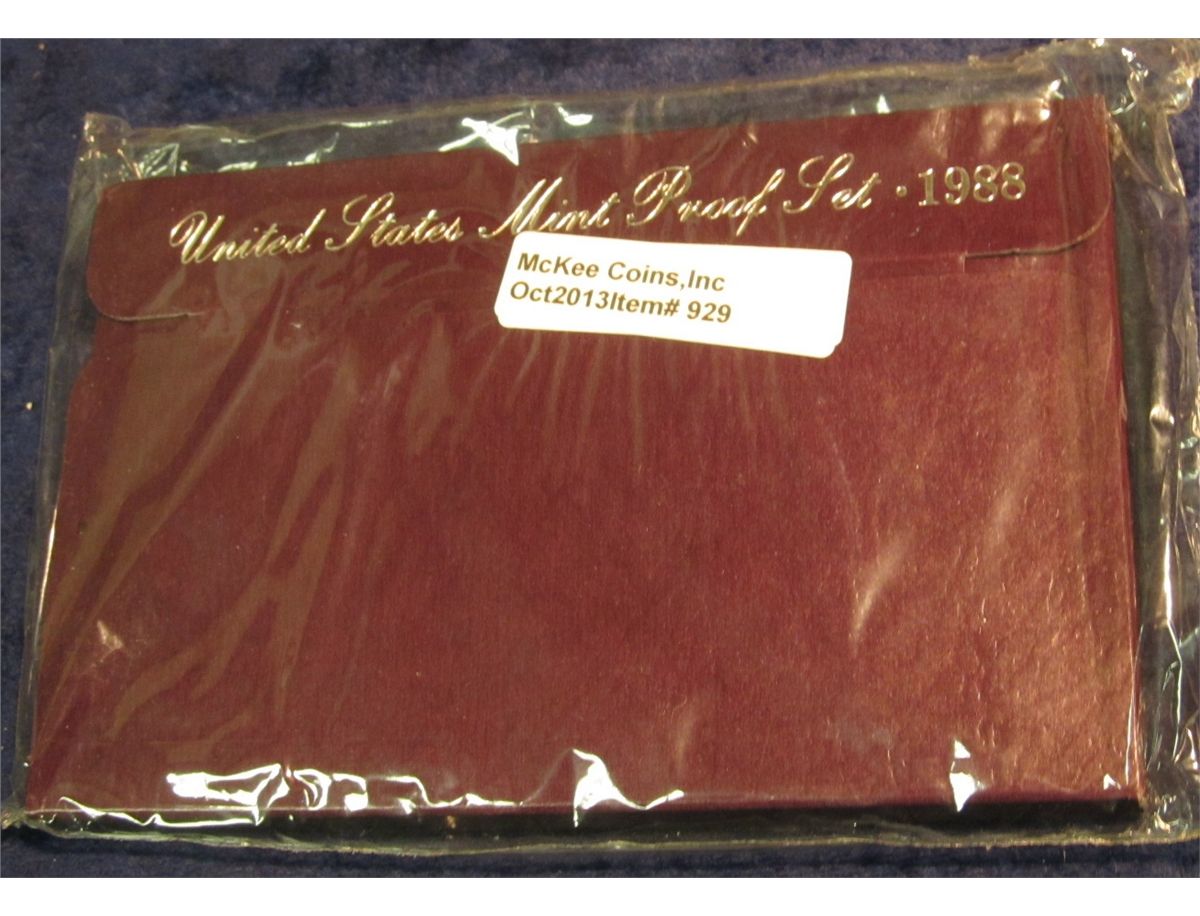 United States Mint Proof Set · 1988
McKee Coins,Inc
Oct2013Item# 929